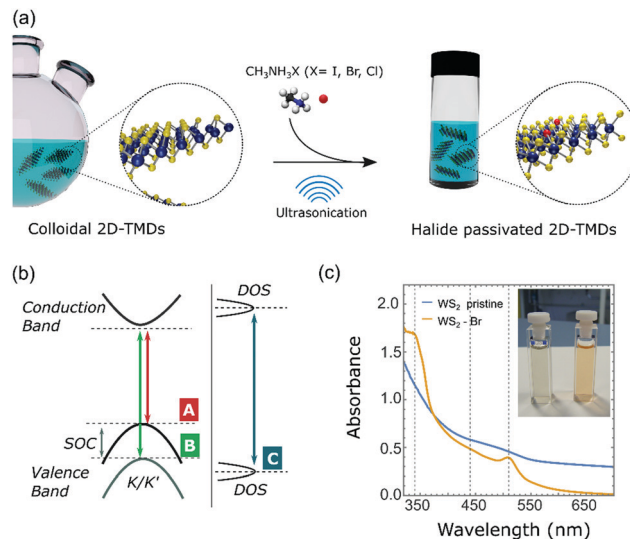 (a)
CH3NH3X (X= I, Br, Cl)
Ultrasonication
Colloidal 2D-TMDs
Halide passivated 2D-TMDs
(b)
Conduction
Band
A
SOC
B
Valence
Band
K/K'
DOS
C
DOS
(c)
WS2 pristine
WS2 - Br
Absorbance
2.0
1.5
1.0
0.5
0.0
350 450 550 650
Wavelength (nm)